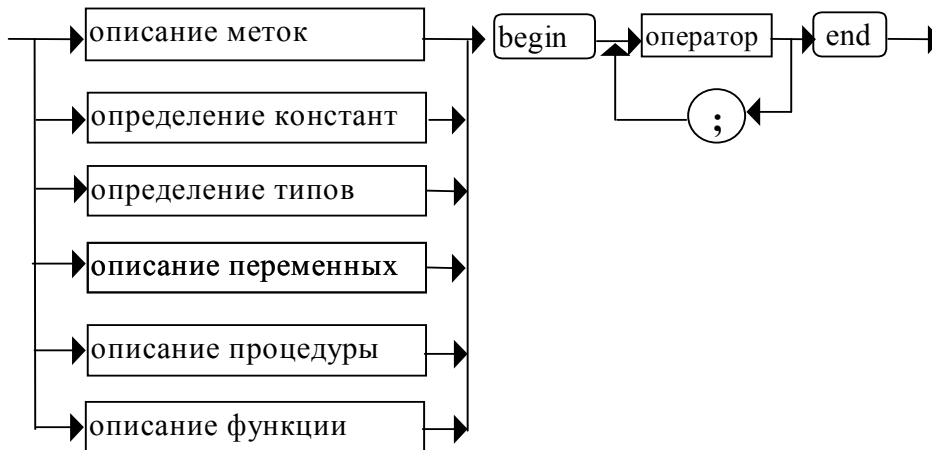 описание меток
begin
оператор
end
;
определение констант
определение типов
описание переменных
описание процедуры
описание функции